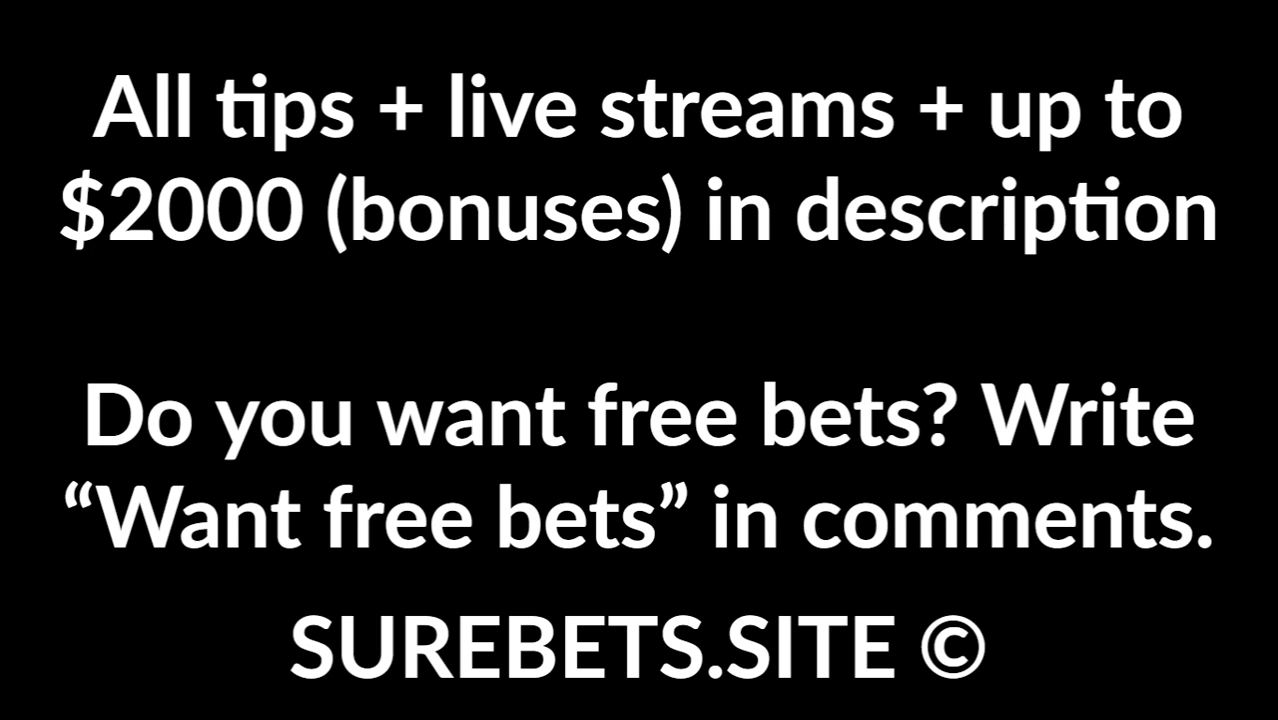 All tips + live streams + up to
$2000 (bonuses) in description
Do you want free bets? Write
“Want free bets” in comments.
SUREBETS.SITE ©